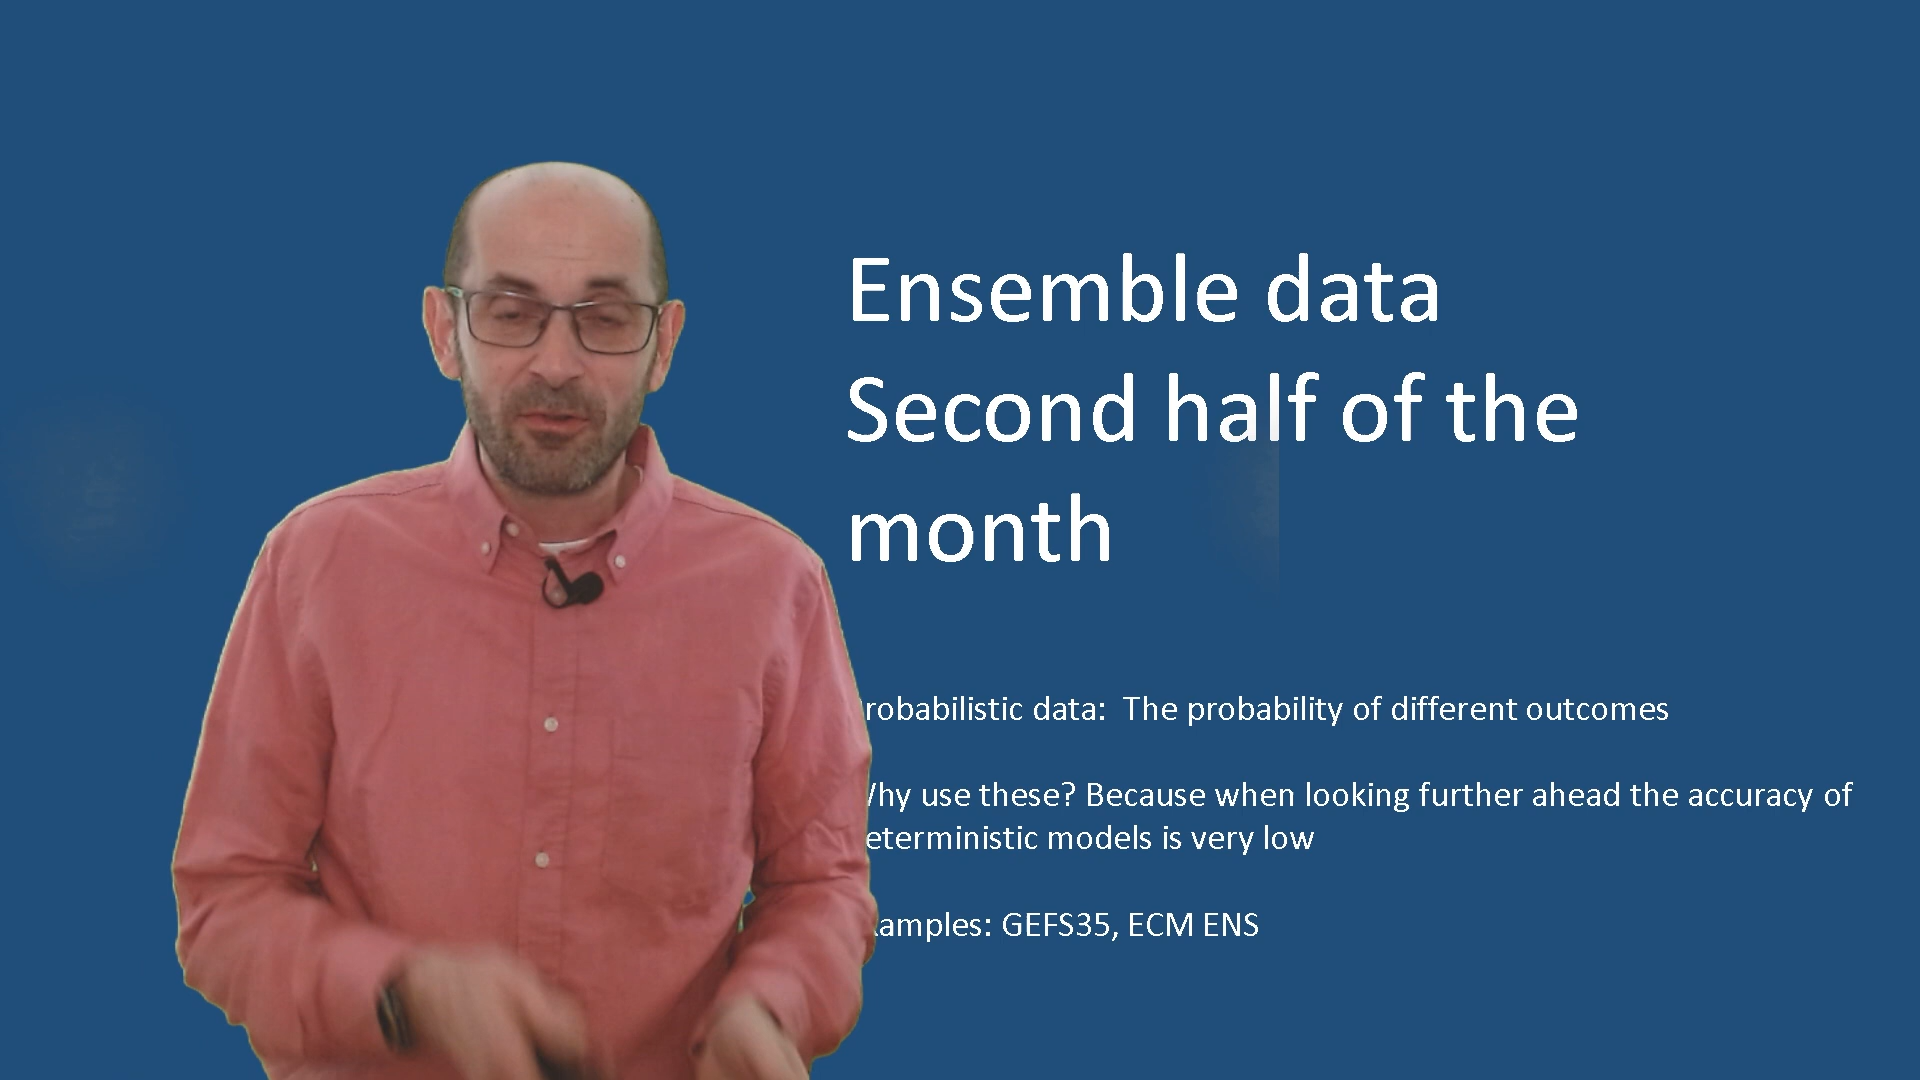 Ensemble data
Second half of the
month
robabilistic data:  The probability of different outcomes
hy use these? Because when looking further ahead the accuracy of
eterministic models is very low
amples: GEFS35, ECM ENS